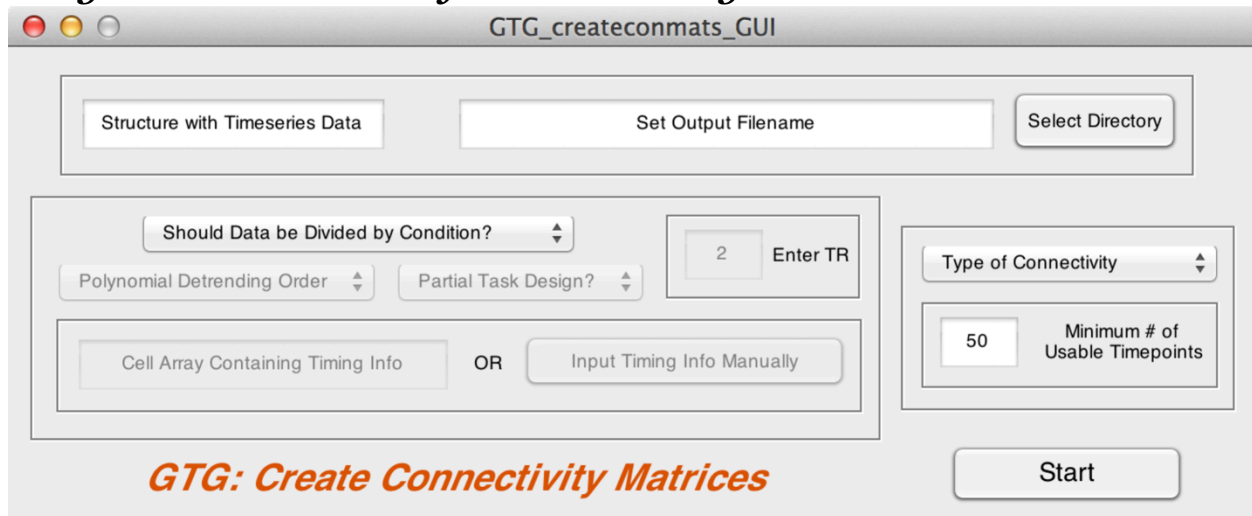 GTG_createconmats_GUI
Structure with Timeseries Data
Set Output Filename
Select Directory
Should Data be Divided by Condition?
2
Enter TR
Polynomial Detrending Order
Partial Task Design?
Cell Array Containing Timing Info
OR
Input Timing Info Manually
Type of Connectivity
50
Minimum # of
Usable Timepoints
GTG: Create Connectivity Matrices
Start